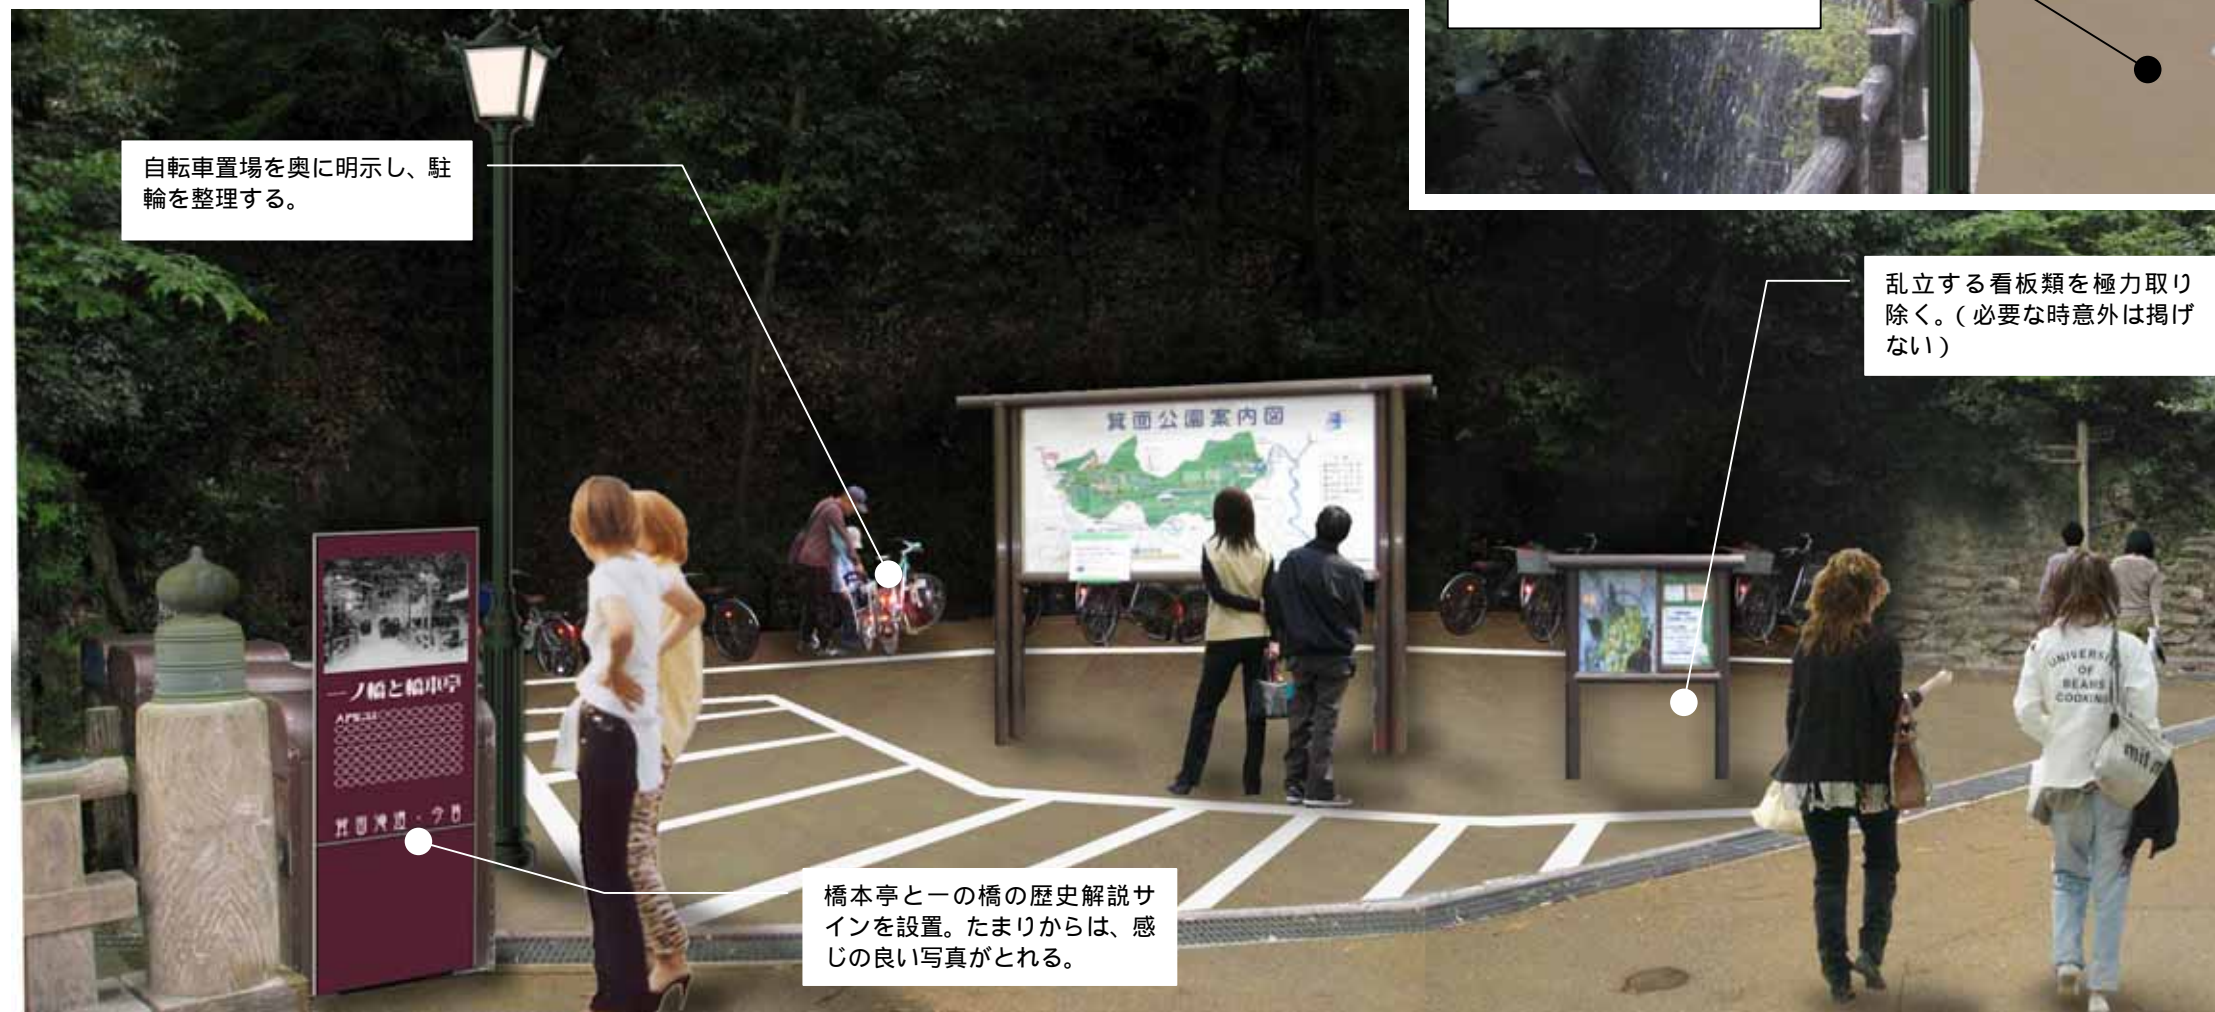 自転車置場を奥に明示し、駐
輪を整理する。
乱立する看板類を極力取り
除く。（必要な時意外は掲げ
ない）
箕面公園案内図
一ノ橋と橋本亭
箕面滝道・今昔
UNIVERSITY
OF
BEAMS
COOKING
橋本亭と一の橋の歴史解説サ
インを設置。たまりからは、感
じの良い写真がとれる。